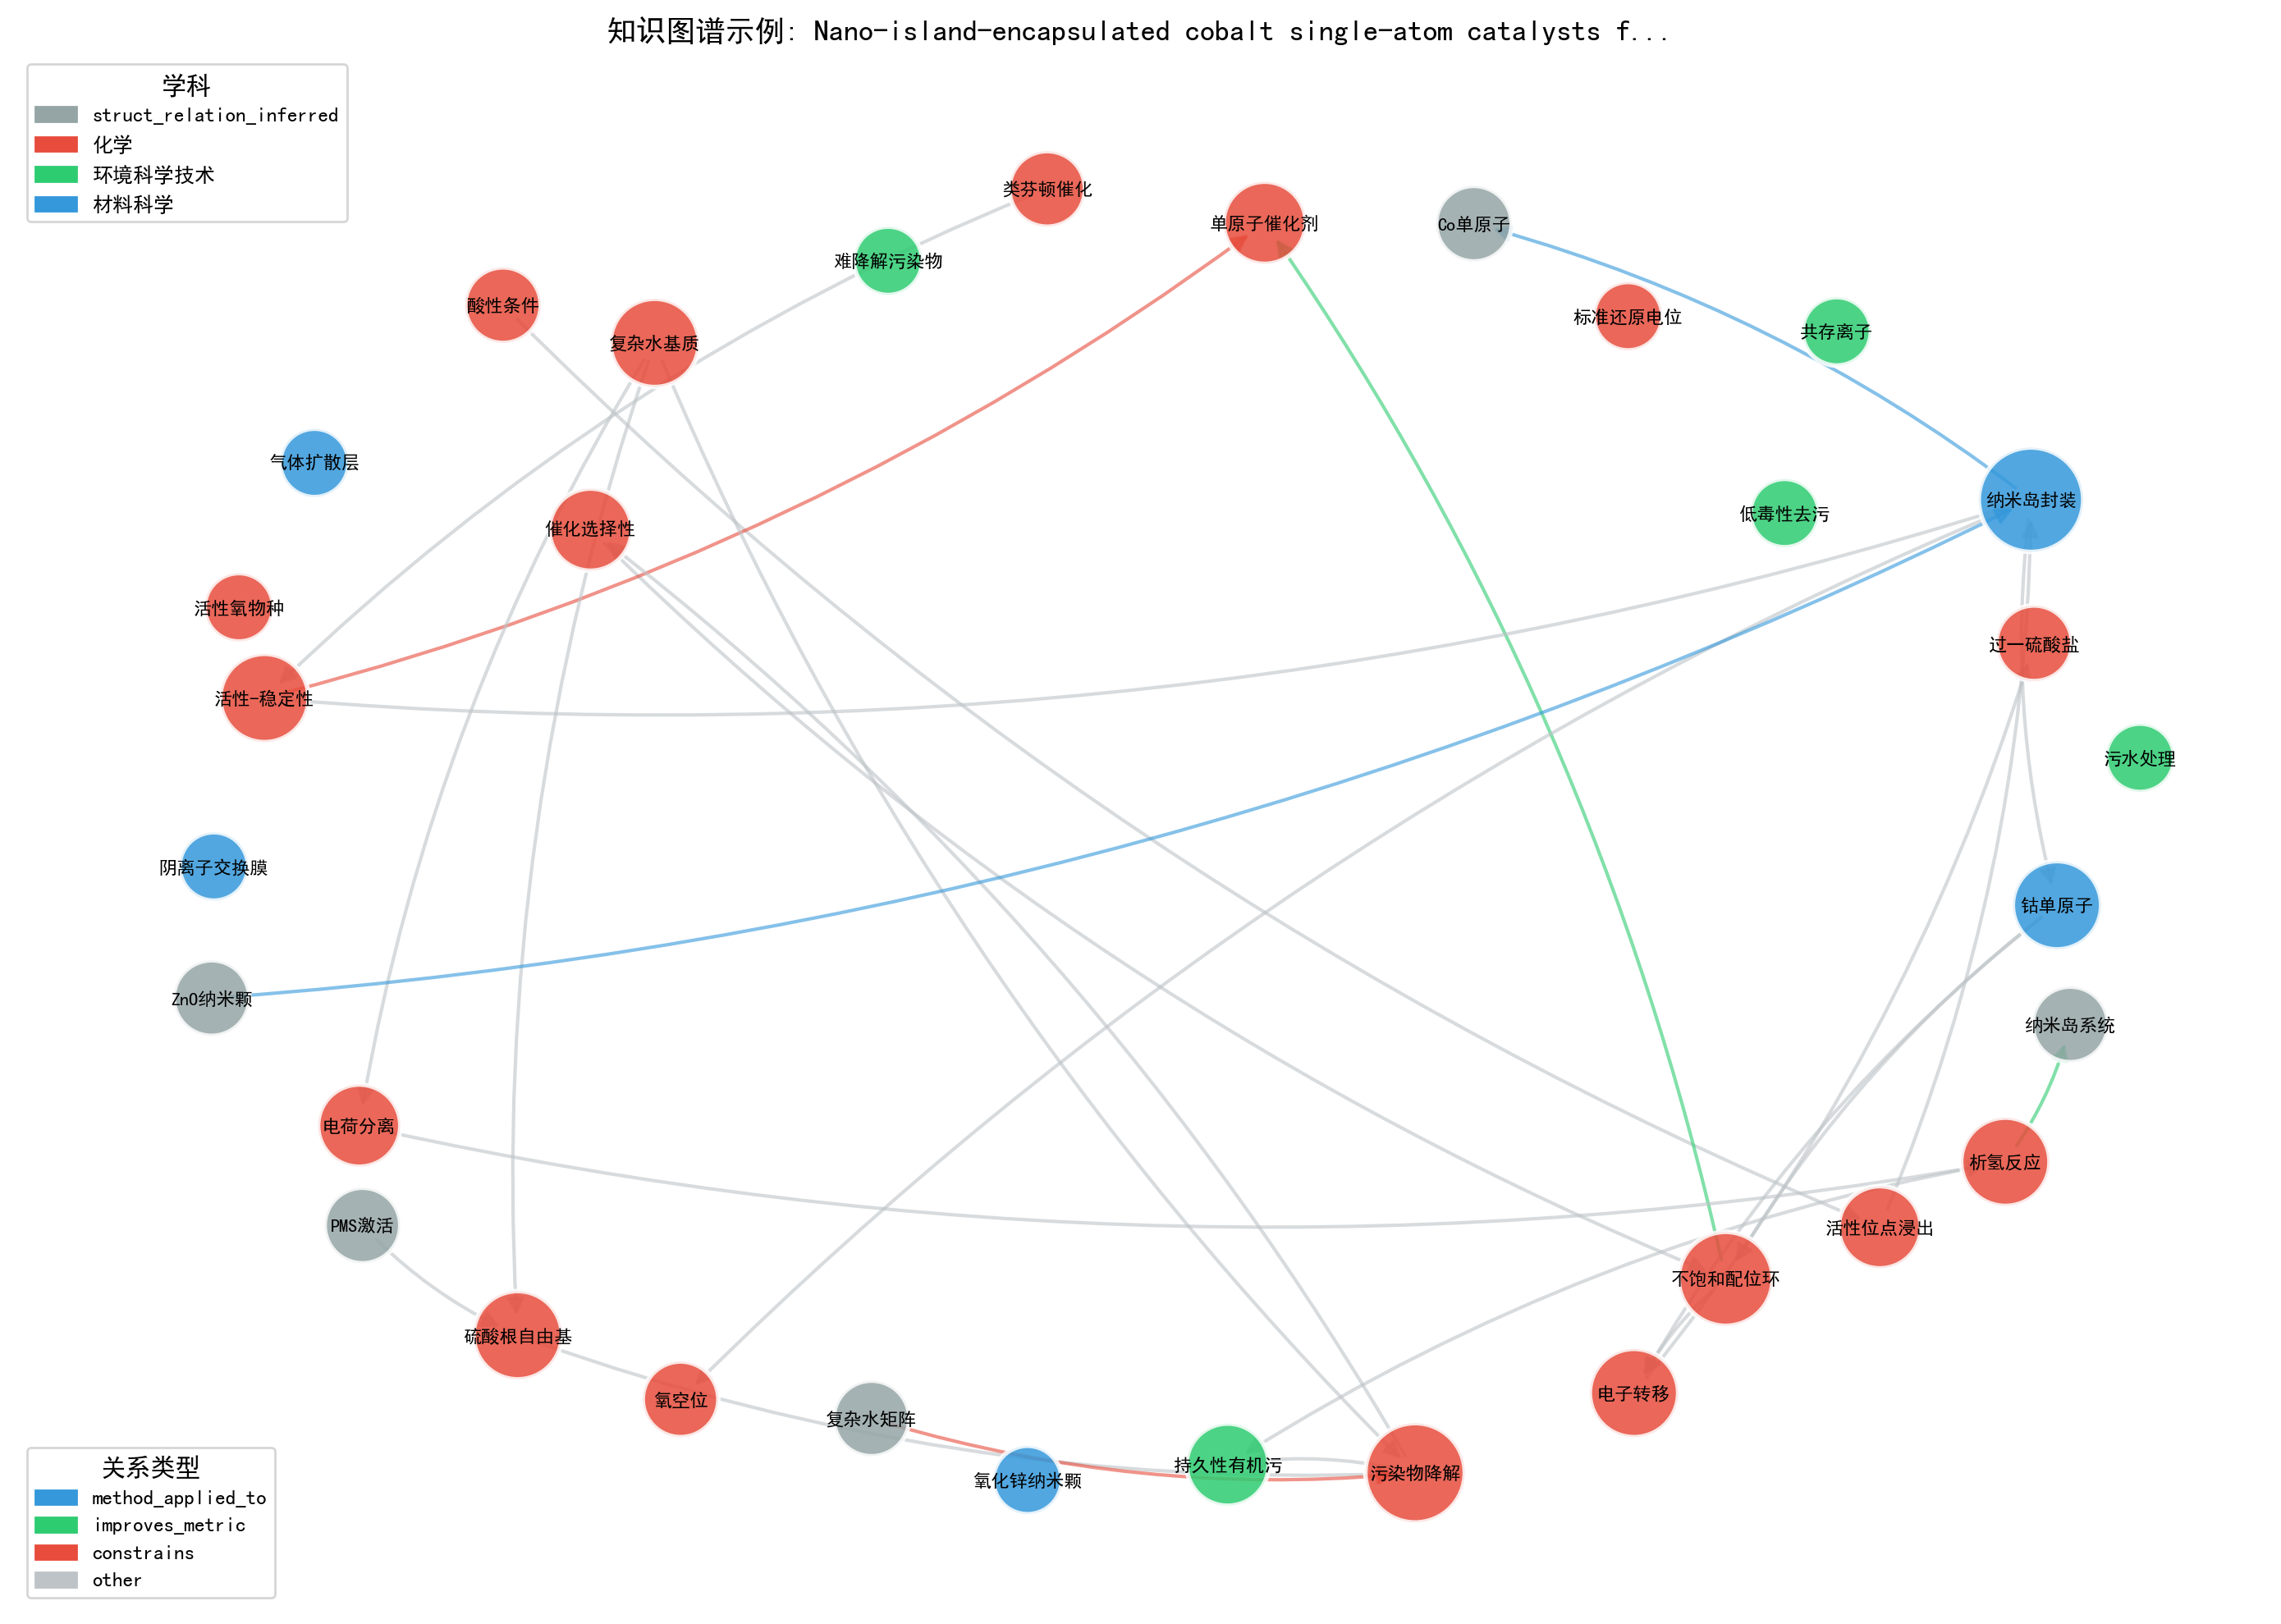 知识图谱示例: Nano-island-encapsulated cobalt single-atom catalysts f...
学科
struct_relation_inferred
化学
环境科学技术
材料科学
类芬顿催化
单原子催化剂
Co单原子
难降解污染物
酸性条件
标准还原电位
共存离子
复杂水基质
气体扩散层
纳米岛封装
低毒性去污
催化选择性
活性氧物种
过一硫酸盐
活性-稳定性
污水处理
阴离子交换膜
钴单原子
ZnO纳米颗
纳米岛系统
电荷分离
析氢反应
PMS激活
活性位点浸出
不饱和配位环
硫酸根自由基
电子转移
氧空位
复杂水矩阵
持久性有机污
污染物降解
氧化锌纳米颗
关系类型
method_applied_to
improves_metric
constrains
other